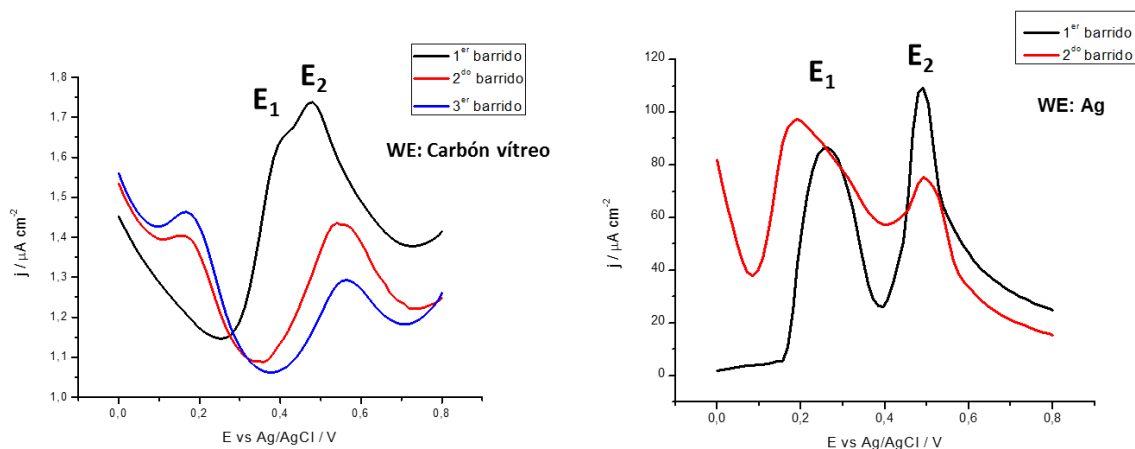 1er barrido
2do barrido
3er barrido
E1
E2
WE: Carbón vítreo
1,8
1,7
1,6
1,5
1,4
1,3
1,2
1,1
1,0
j / µA cm-2
0,0 0,2 0,4 0,6 0,8
E vs Ag/AgCl / V
1er barrido
2do barrido
E1
E2
WE: Ag
120
100
80
60
40
20
0
j / µA cm-2
0,0 0,2 0,4 0,6 0,8
E vs Ag/AgCl / V